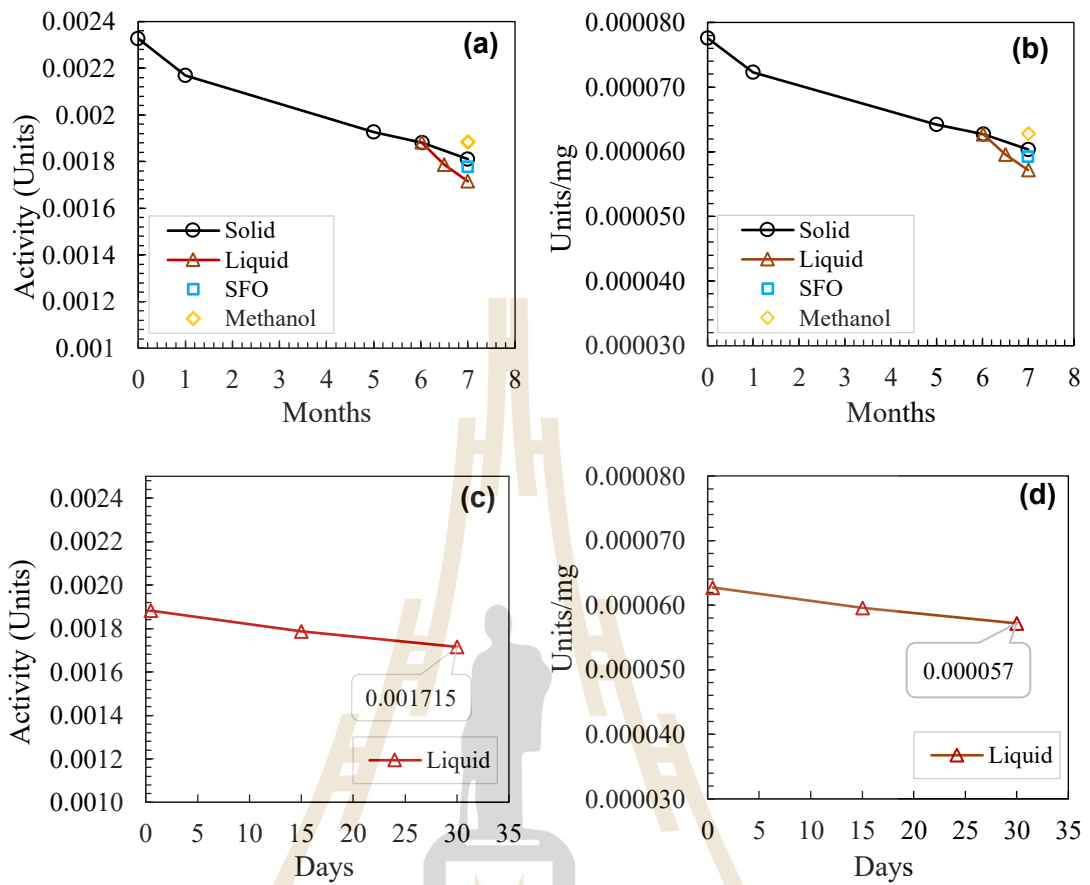 (a)
Activity (Units)
0.0024
0.0022
0.002
0.0018
0.0016
0.0014
0.0012
0.001
Solid
Liquid
SFO
Methanol
0 1 2 3 4 5 6 7 8
Months
(b)
Units/mg
0.000080
0.000070
0.000060
0.000050
0.000040
0.000030
Solid
Liquid
SFO
Methanol
0 1 2 3 4 5 6 7 8
Months
(c)
Activity (Units)
0.0024
0.0022
0.0020
0.0018
0.0016
0.0014
0.0012
0.0010
0.001715
Liquid
0 5 10 15 20 25 30 35
Days
(d)
Units/mg
0.000080
0.000070
0.000060
0.000050
0.000040
0.000030
0.000057
Liquid
0 5 10 15 20 25 30 35
Days